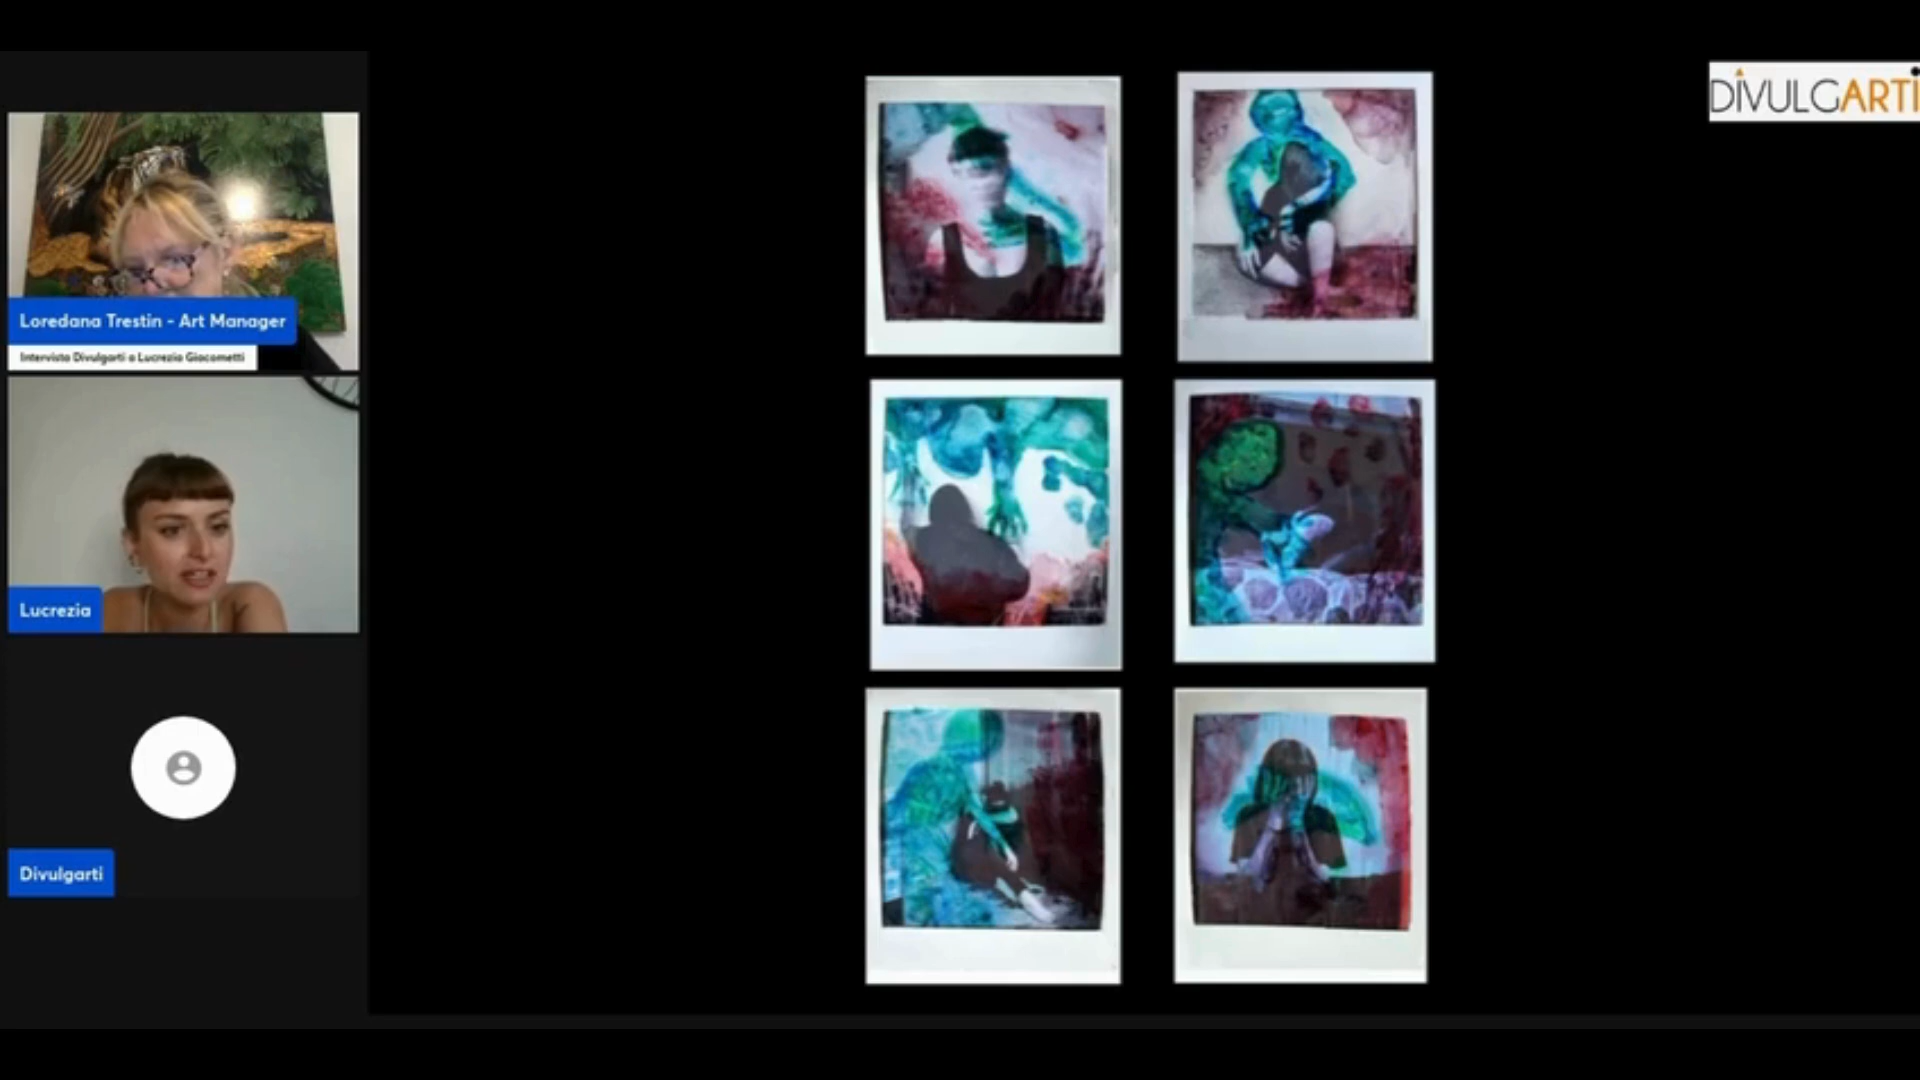 DIVULGARTI
Loredana Trestin - Art Manager
Intervista Divulgarti a Lucrezia Giacometti
Lucrezia
Divulgarti